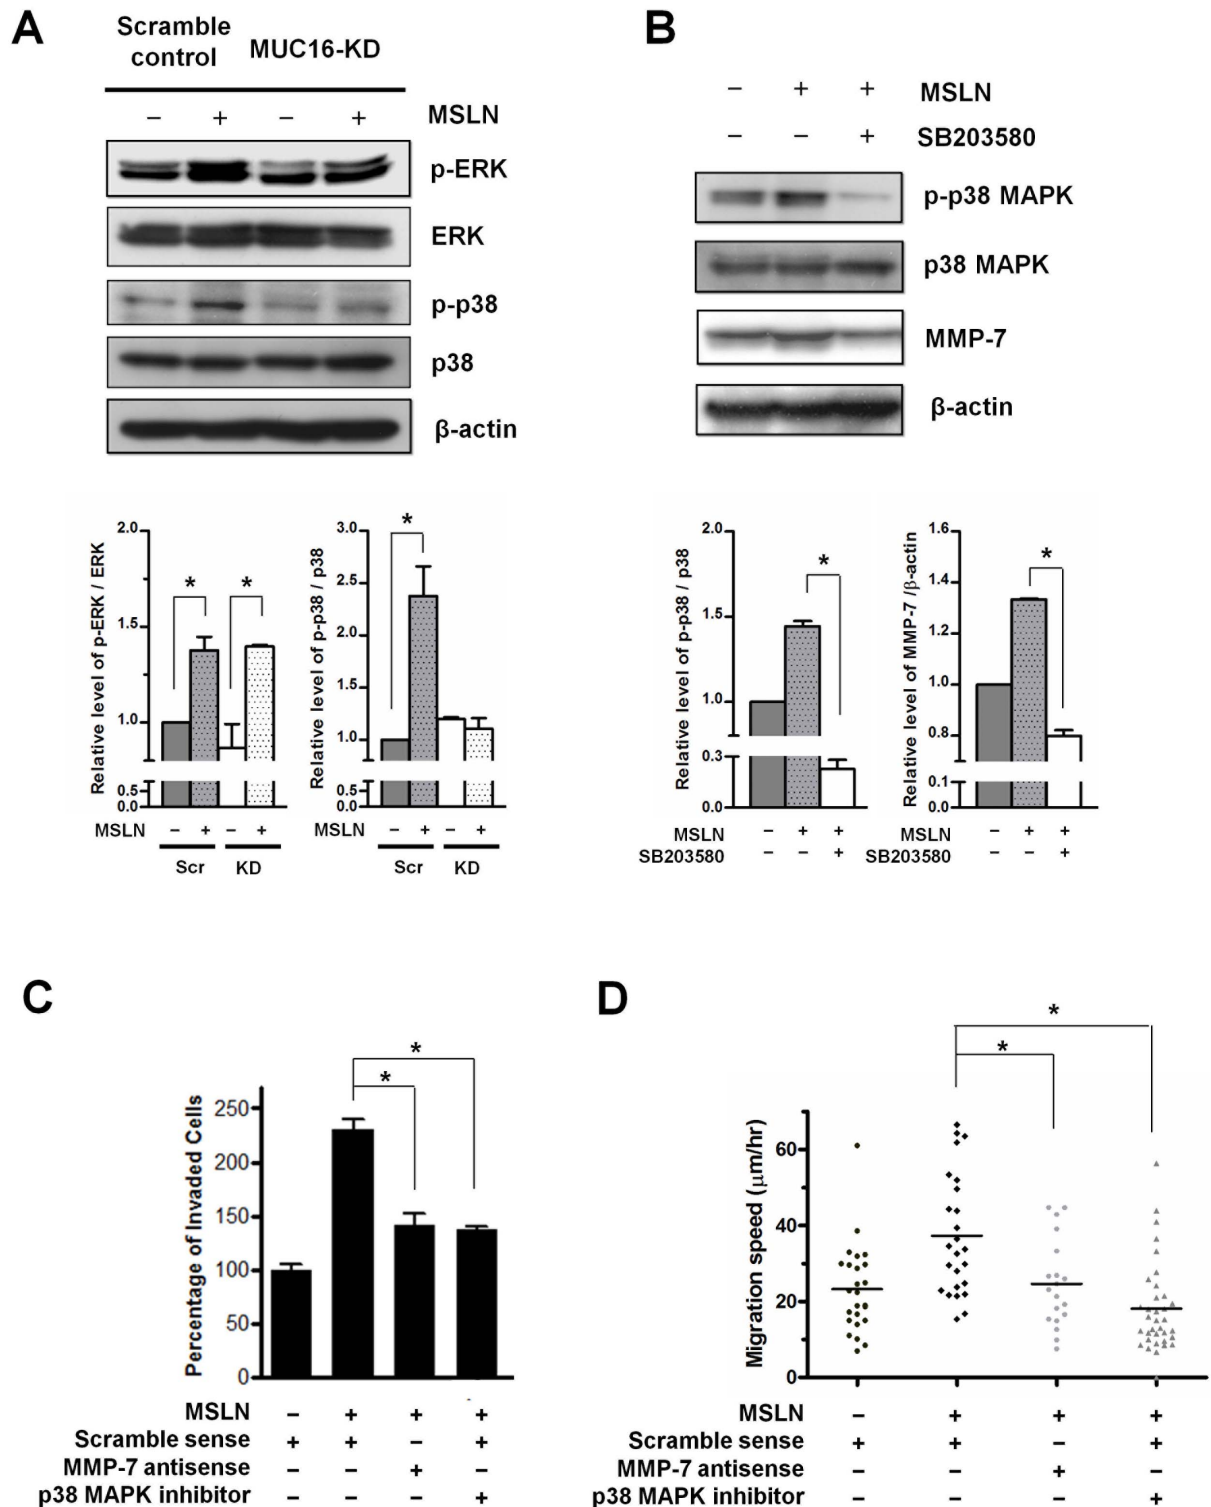 A
Scramble control
MUC16-KD
− + − + MSLN
p-ERK
ERK
p-p38
p38
β-actin
Relative level of p-ERK / ERK
2.0
1.5
1.0
0.5
0.0
* *
MSLN − + − +
Scr KD
Relative level of p-p38 / p38
3.0
2.5
2.0
1.5
1.0
0.5
0.0
*
MSLN − + − +
Scr KD
B
− + + MSLN
− − + SB203580
p-p38 MAPK
p38 MAPK
MMP-7
β-actin
Relative level of p-p38 / p38
2.0
1.5
1.0
0.3
0.0
*
MSLN − + +
SB203580 − − +
Relative level of MMP-7 /β-actin
1.6
1.4
1.2
1.0
0.8
0.1
0.0
*
MSLN − + +
SB203580 − − +
C
Percentage of Invaded Cells
250
200
150
100
50
0
*
*
MSLN − + + +
Scramble sense + + − +
MMP-7 antisense − − + −
p38 MAPK inhibitor − − − +
D
Migration speed (μm/hr)
60
40
20
0
*
*
MSLN − + + +
Scramble sense + + − +
MMP-7 antisense − − + −
p38 MAPK inhibitor − − − +